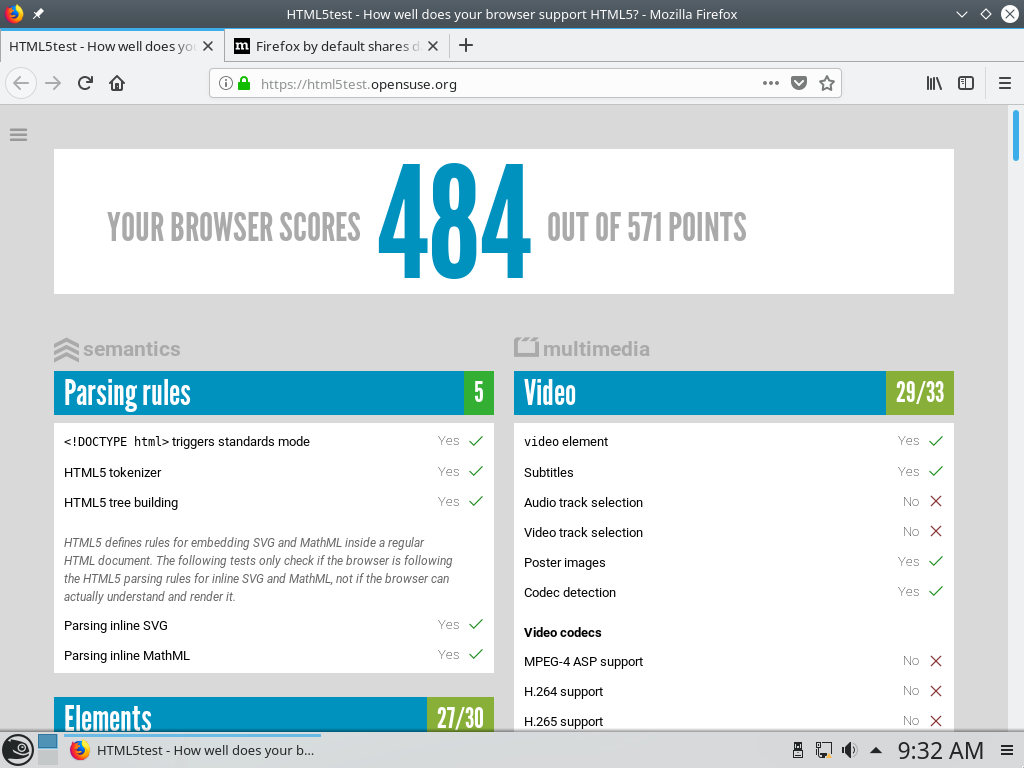 HTML5test - How well does your browser support HTML5? - Mozilla Firefox
HTML5test - How well does yo
Firefox by default shares d
https://html5test.opensuse.org
YOUR BROWSER SCORES 484 OUT OF 571 POINTS
semantics
Parsing rules 5
<!DOCTYPE html> triggers standards mode Yes
HTML5 tokenizer Yes
HTML5 tree building Yes
HTML5 defines rules for embedding SVG and MathML inside a regular
HTML document. The following tests only check if the browser is following
the HTML5 parsing rules for inline SVG and MathML, not if the browser can
actually understand and render it.
Parsing inline SVG Yes
Parsing inline MathML Yes
Elements 27/30
multimedia
Video 29/33
video element Yes
Subtitles Yes
Audio track selection No
Video track selection No
Poster images Yes
Codec detection Yes
Video codecs
MPEG-4 ASP support No
H.264 support No
H.265 support No
HTML5test - How well does your b...
9:32 AM